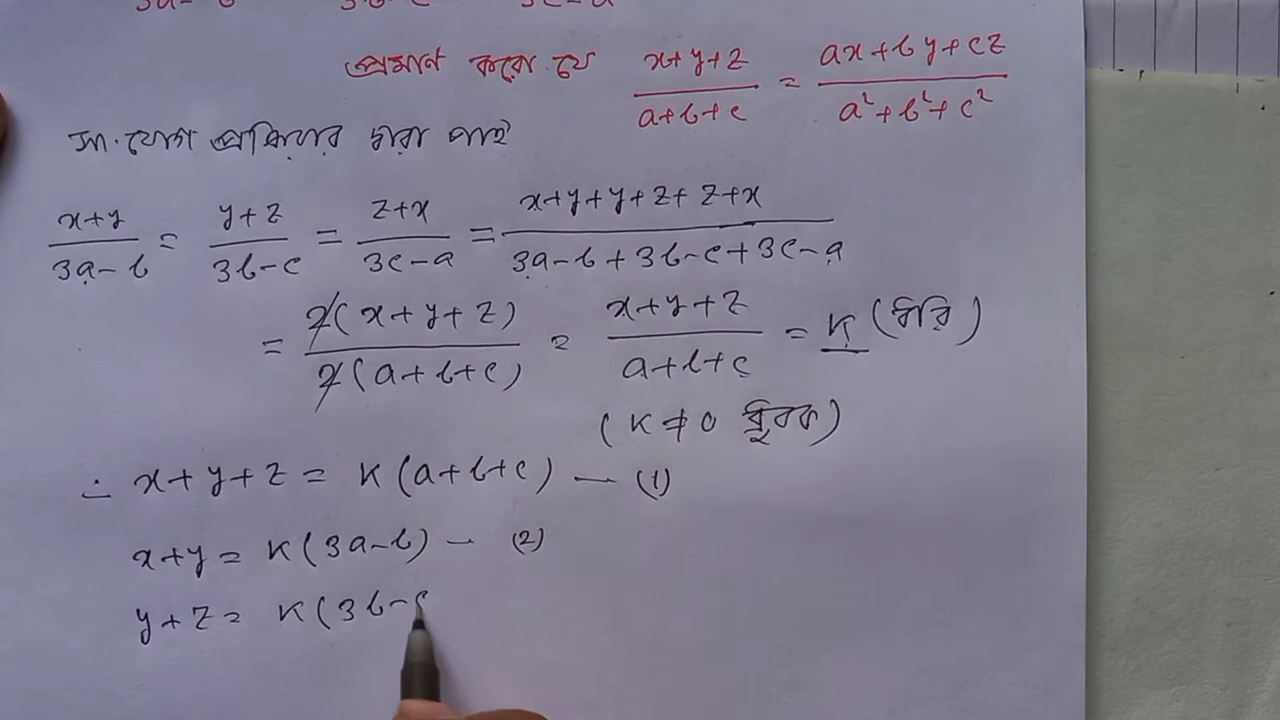 প্রমাণ করো যে (x+y+z)/(a+b+c) = (ax+by+cz)/(a²+b²+c²)
সং.যোগ প্রক্রিয়ার দ্বারা পাই
(x+y)/(3a-b) = (y+z)/(3b-c) = (z+x)/(3c-a) = (x+y+y+z+z+x)/(3a-b+3b-c+3c-a)
= 2(x+y+z)/2(a+b+c) = (x+y+z)/(a+b+c) = K (ধরি)
(K≠0 ধ্রুবক)
∴ x+y+z = K(a+b+c) — (1)
x+y = K(3a-b) — (2)
y+z = K(3b-c